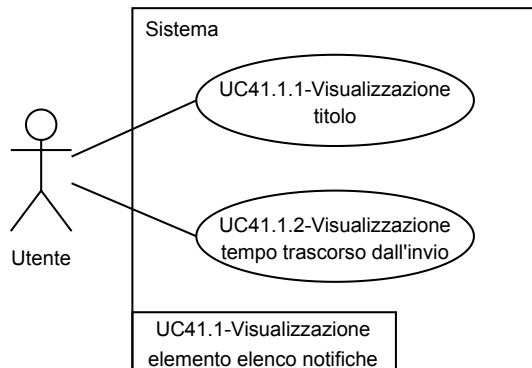 Sistema
UC41.1.1-Visualizzazione
titolo
UC41.1.2-Visualizzazione
tempo trascorso dall'invio
Utente
UC41.1-Visualizzazione
elemento elenco notifiche